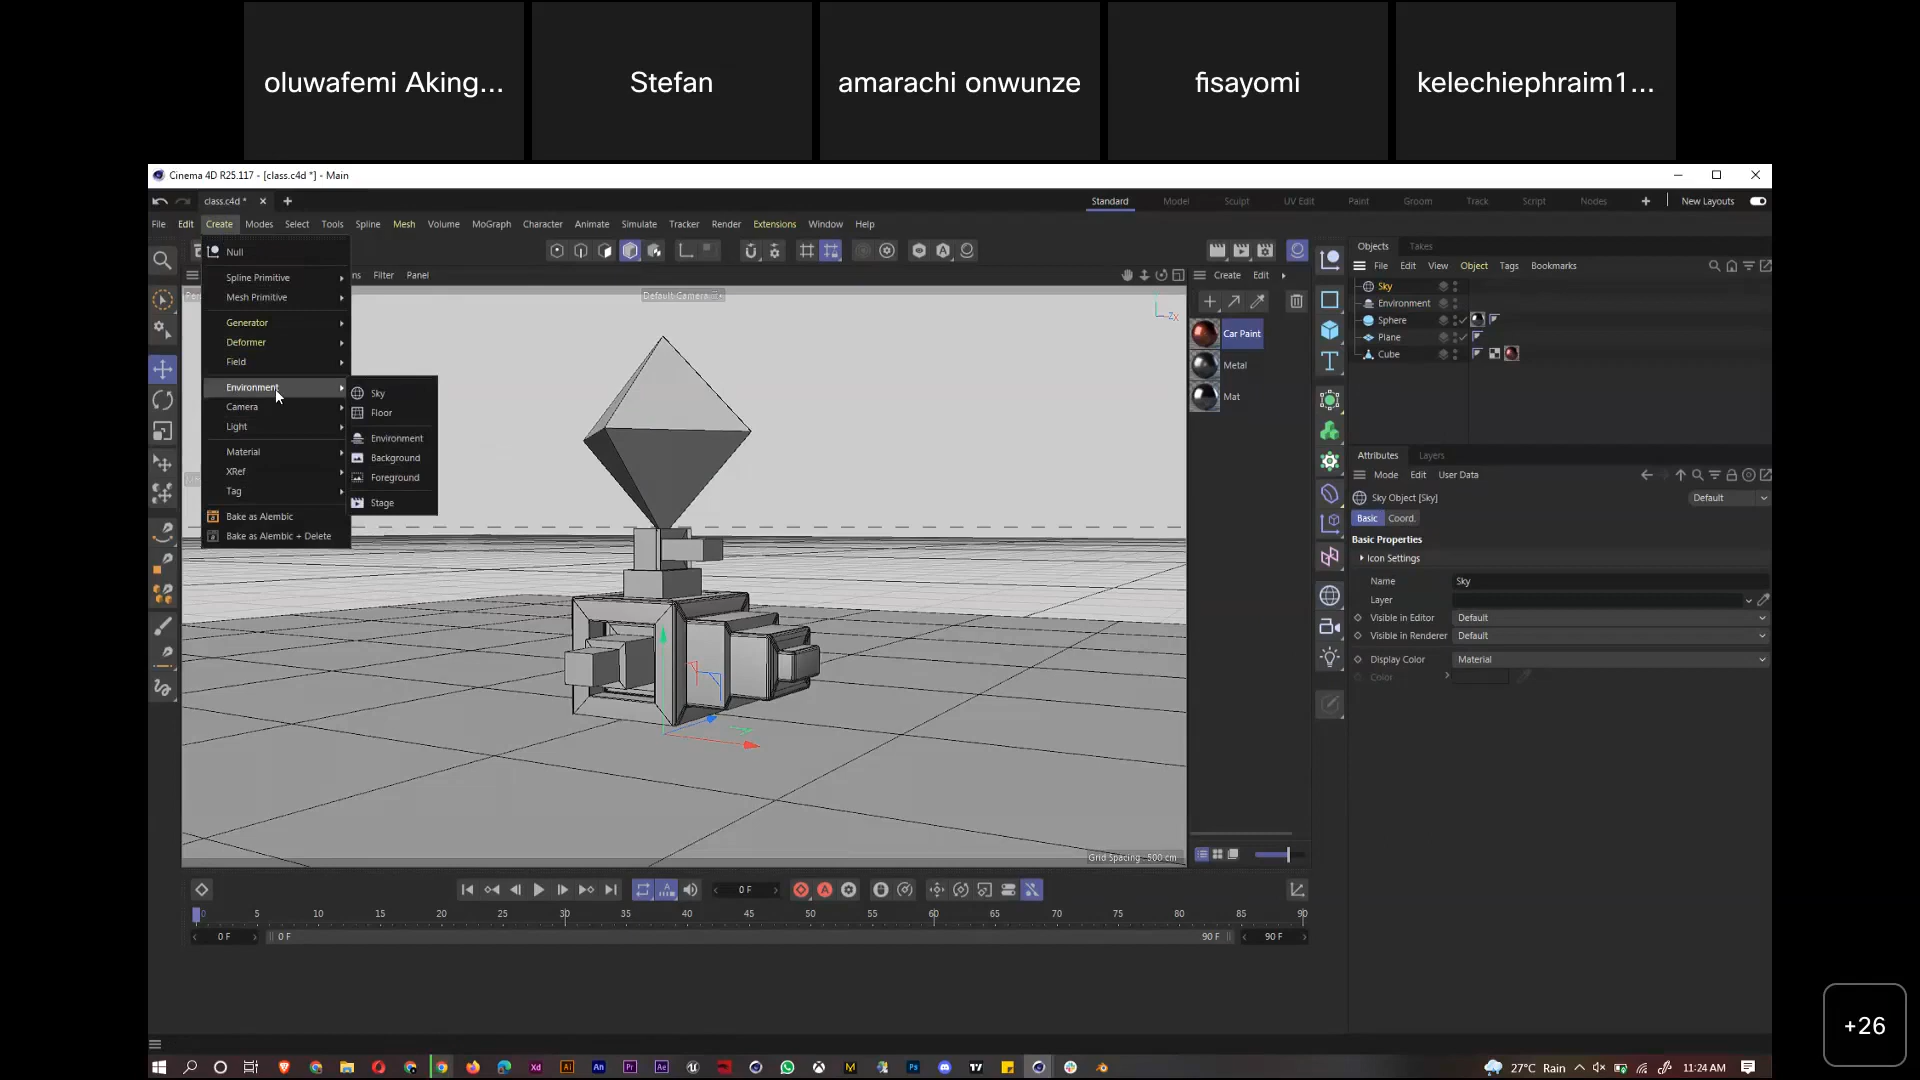 oluwafemi Aking...
Stefan
amarachi onwunze
fisayomi
kelechiephraim1...
Cinema 4D R25.117 - [class.c4d *] - Main
class.c4d *
Standard
Model
Sculpt
UV Edit
Paint
Groom
Track
Script
Nodes
New Layouts
File Edit Create Modes Select Tools Spline Mesh Volume MoGraph Character Animate Simulate Tracker Render Extensions Window Help
Null
Spline Primitive
Mesh Primitive
Generator
Deformer
Field
Environment
Camera
Light
Material
XRef
Tag
Bake as Alembic
Bake as Alembic + Delete
Sky
Floor
Environment
Background
Foreground
Stage
Filter
Panel
Default Camera
Grid Spacing : 500 cm
Create
Edit
Car Paint
Metal
Mat
Objects
Takes
File Edit View Object Tags Bookmarks
Sky
Environment
Sphere
Plane
Cube
Attributes
Layers
Mode Edit User Data
Sky Object [Sky]
Default
Basic
Coord.
Basic Properties
Icon Settings
Name
Sky
Layer
Visible in Editor
Default
Visible in Renderer
Default
Display Color
Material
Color
0 F
0 5 10 15 20 25 30 35 40 45 50 55 60 65 70 75 80 85 90
0 F
0 F
90 F
90 F
+26
27°C Rain
11:24 AM